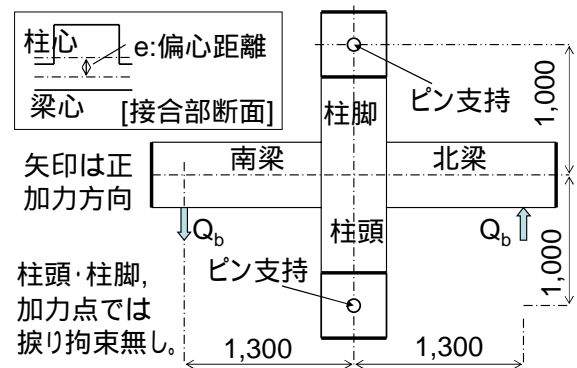 柱心
e:偏心距離
梁心
[接合部断面]
ピン支持
柱脚
1,000
矢印は正
加力方向
南梁
北梁
Qb
柱頭
Qb
ピン支持
1,000
柱頭･柱脚,
加力点では
捩り拘束無し。
1,300
1,300